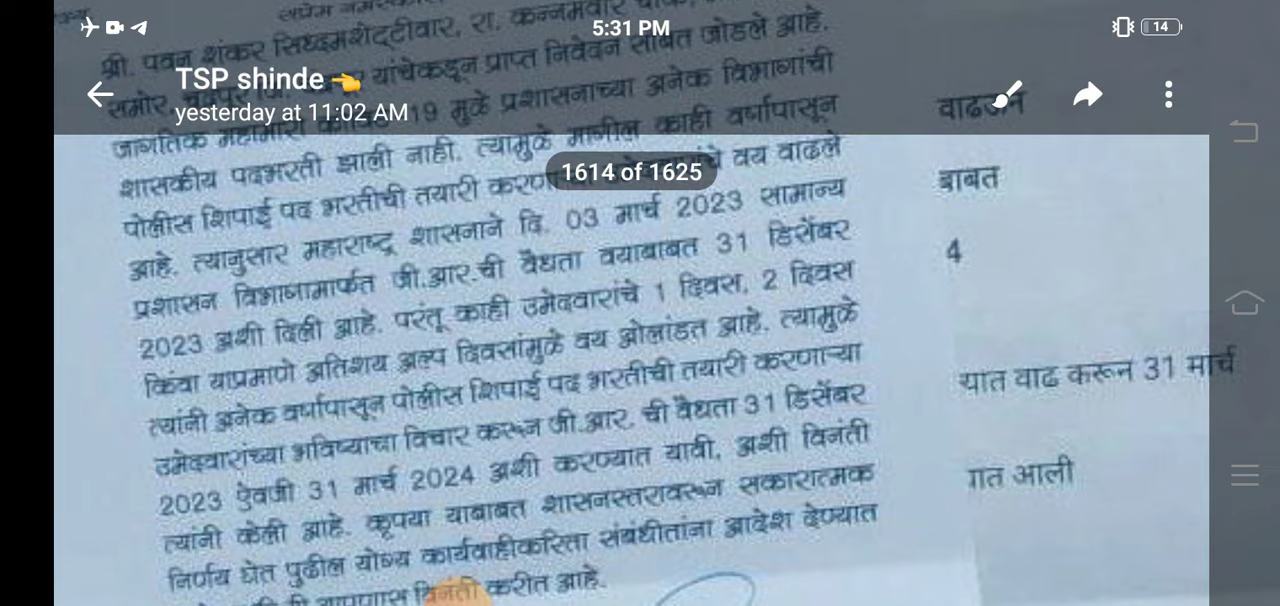 5:31 PM
14
TSP shinde 👈
yesterday at 11:02 AM
1614 of 1625
श्री. पवन शंकर सिध्दमशेट्टीवार, रा. कन्नमवार
समोर, यांचेकडून प्राप्त निवेदन सोबत जोडले आहे.
जागतिक महामारी कोविड 19 मुळे प्रशासनाच्या अनेक विभागांची
शासकीय पदभरती झाली नाही. त्यामुळे मागील काही वर्षापासून
पोलीस शिपाई पद भरतीची तयारी वय वाढले
आहे. त्यानुसार महाराष्ट्र शासनाने दि. 03 मार्च 2023 सामान्य
प्रशासन विभागामार्फत जी.आर.ची वैधता वयाबाबत 31 डिसेंबर
2023 अशी दिली आहे. परंतू काही उमेदवारांचे 1 दिवस, 2 दिवस
किंवा याप्रमाणे अतिशय अल्प दिवसांमुळे वय ओलांडत आहे. त्यामुळे
त्यांनी अनेक वर्षापासून पोलीस शिपाई पद भरतीची तयारी करणाऱ्या
उमेदवारांच्या भविष्याचा विचार करून जी.आर. ची वैधता 31 डिसेंबर
2023 ऐवजी 31 मार्च 2024 अशी करण्यात यावी, अशी विनंती
त्यांनी केली आहे. कृपया याबाबत शासनस्तरावरून सकारात्मक
निर्णय घेत पुढील योग्य कार्यवाहीकरिता संबंधीतांना आदेश देण्यात
आपणास विनंती करीत आहे.
वाढऊन
बाबत
4
यात वाढ करून 31 मार्च
गत आली